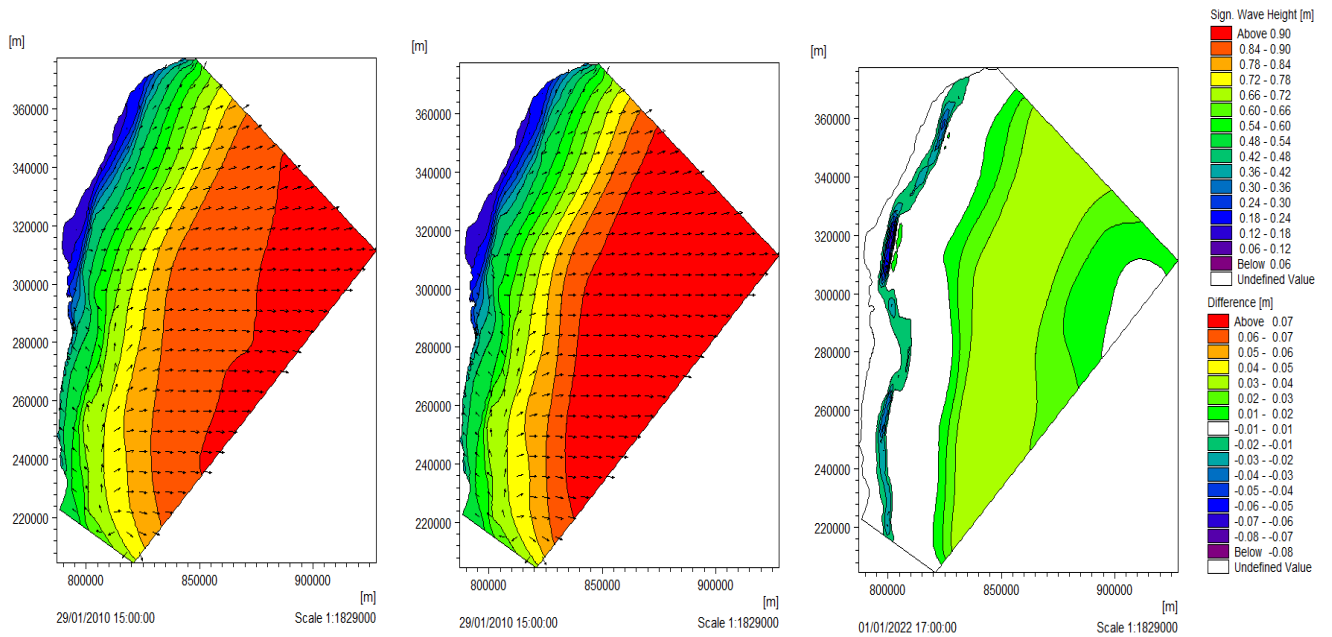 [m]
360000
340000
320000
300000
280000
260000
240000
220000
800000 850000 900000
[m]
29/01/2010 15:00:00 Scale 1:1829000
[m]
360000
340000
320000
300000
280000
260000
240000
220000
800000 850000 900000
[m]
29/01/2010 15:00:00 Scale 1:1829000
[m]
360000
340000
320000
300000
280000
260000
240000
220000
800000 850000 900000
[m]
01/01/2022 17:00:00 Scale 1:1829000
Sign. Wave Height [m]
Above 0.90
0.84 - 0.90
0.78 - 0.84
0.72 - 0.78
0.66 - 0.72
0.60 - 0.66
0.54 - 0.60
0.48 - 0.54
0.42 - 0.48
0.36 - 0.42
0.30 - 0.36
0.24 - 0.30
0.18 - 0.24
0.12 - 0.18
0.06 - 0.12
Below 0.06
Undefined Value
Difference [m]
Above 0.07
0.06 - 0.07
0.05 - 0.06
0.04 - 0.05
0.03 - 0.04
0.02 - 0.03
0.01 - 0.02
-0.01 - 0.01
-0.02 - -0.01
-0.03 - -0.02
-0.04 - -0.03
-0.05 - -0.04
-0.06 - -0.05
-0.07 - -0.06
-0.08 - -0.07
Below -0.08
Undefined Value